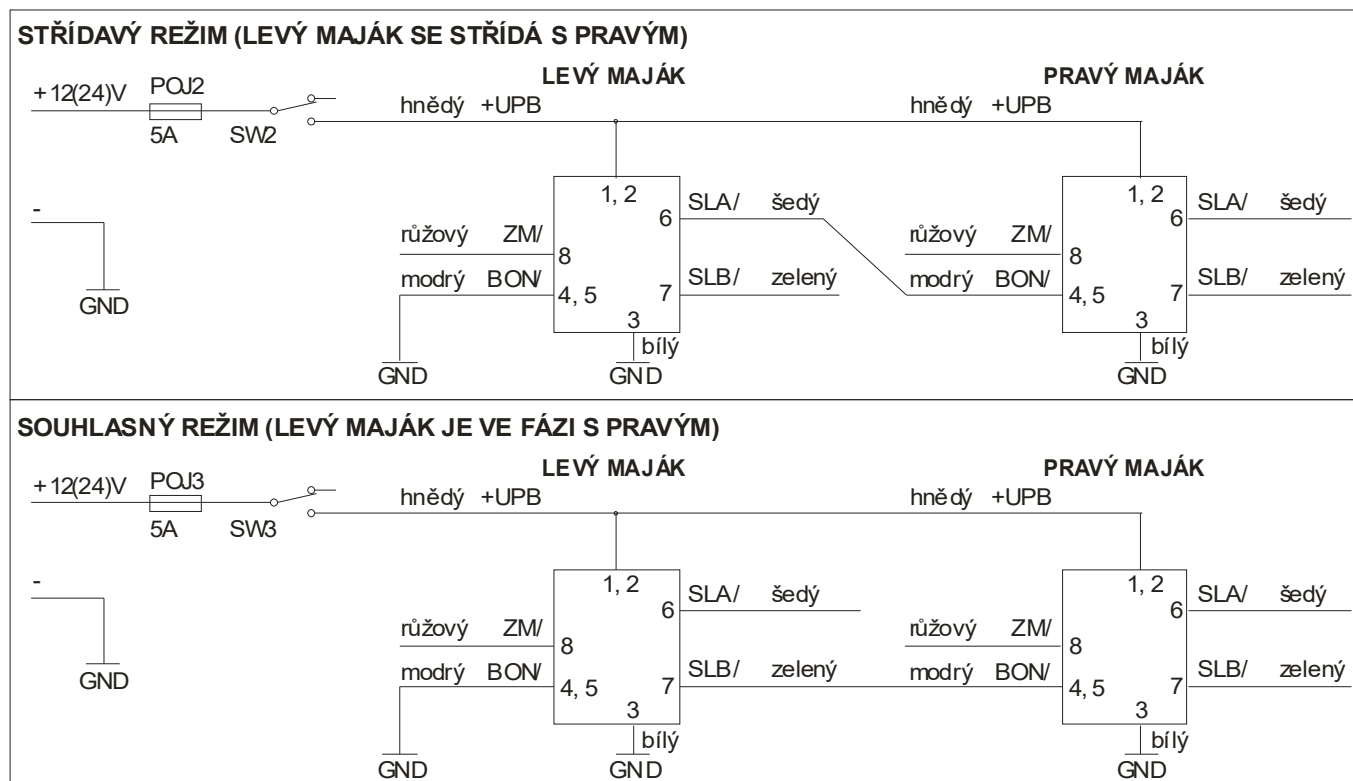 STŘÍDAVÝ REŽIM (LEVÝ MAJÁK SE STŘÍDÁ S PRAVÝM)
LEVÝ MAJÁK
PRAVÝ MAJÁK
+12(24)V
POJ2
5A
SW2
hnědý +UPB
hnědý +UPB
-
GND
1, 2
6
SLA/ šedý
růžový ZM/
8
modrý BON/
4, 5
7
SLB/ zelený
3
bílý
GND
GND
1, 2
6
SLA/ šedý
růžový ZM/
8
modrý BON/
4, 5
7
SLB/ zelený
3
bílý
GND
SOUHLASNÝ REŽIM (LEVÝ MAJÁK JE VE FÁZI S PRAVÝM)
LEVÝ MAJÁK
PRAVÝ MAJÁK
+12(24)V
POJ3
5A
SW3
hnědý +UPB
hnědý +UPB
-
GND
1, 2
6
SLA/ šedý
růžový ZM/
8
modrý BON/
4, 5
7
SLB/ zelený
3
bílý
GND
GND
1, 2
6
SLA/ šedý
růžový ZM/
8
modrý BON/
4, 5
7
SLB/ zelený
3
bílý
GND